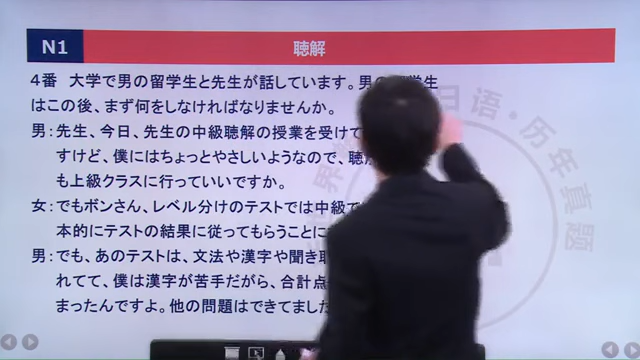 N1
聴解
4番 大学で男の留学生と先生が話しています。男の 学生
はこの後、まず何をしなければなりませんか。
男：先生、今日、先生の中級聴解の授業を受けて
すけど、僕にはちょっとやさしいようなので、聴
も上級クラスに行っていいですか。
女：でもボンさん、レベル分けのテストでは中級で
本的にテストの結果に従ってもらうことに
男：でも、あのテストは、文法や漢字や聞き取
れてて、僕は漢字が苦手だがら、合計点
まったんですよ。他の問題はできてました
日语·历年真题